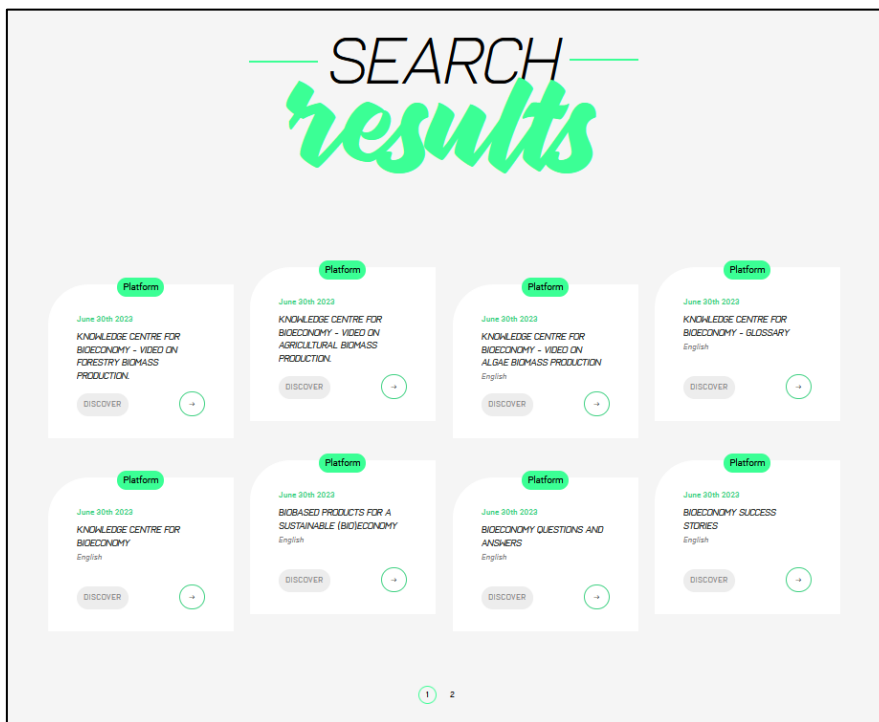 SEARCH
results
Platform
June 30th 2023
KNOWLEDGE CENTRE FOR
BIOECONOMY - VIDEO ON
FORESTRY BIOMASS
PRODUCTION.
DISCOVER
→
Platform
June 30th 2023
KNOWLEDGE CENTRE FOR
BIOECONOMY - VIDEO ON
AGRICULTURAL BIOMASS
PRODUCTION.
DISCOVER
→
Platform
June 30th 2023
KNOWLEDGE CENTRE FOR
BIOECONOMY - VIDEO ON
ALGAE BIOMASS PRODUCTION
English
DISCOVER
→
Platform
June 30th 2023
KNOWLEDGE CENTRE FOR
BIOECONOMY - GLOSSARY
English
DISCOVER
→
Platform
June 30th 2023
KNOWLEDGE CENTRE FOR
BIOECONOMY
English
DISCOVER
→
Platform
June 30th 2023
BIOBASED PRODUCTS FOR A
SUSTAINABLE (BIO)ECONOMY
English
DISCOVER
→
Platform
June 30th 2023
BIOECONOMY QUESTIONS AND
ANSWERS
English
DISCOVER
→
Platform
June 30th 2023
BIOECONOMY SUCCESS
STORIES
English
DISCOVER
→
1 2